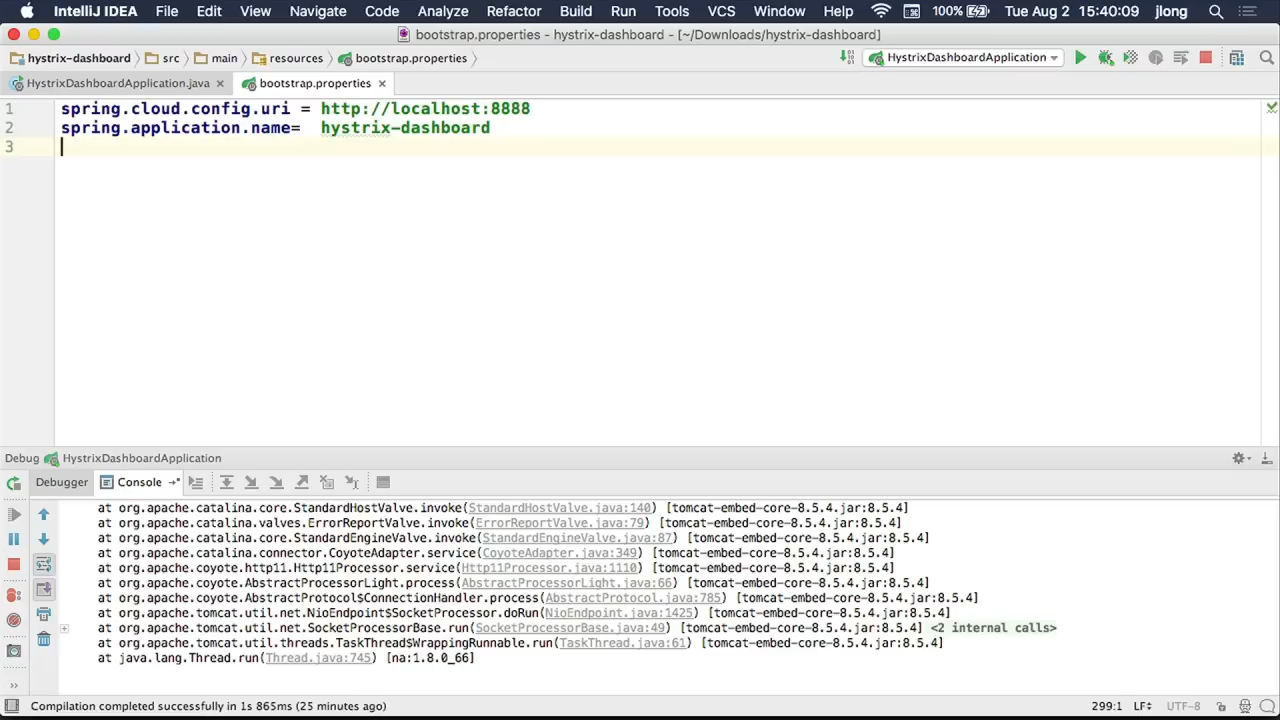 IntelliJ IDEA File Edit View Navigate Code Analyze Refactor Build Run Tools VCS Window Help 100% Tue Aug 2 15:40:09 jlong
bootstrap.properties - hystrix-dashboard - [~/Downloads/hystrix-dashboard]
hystrix-dashboard src main resources bootstrap.properties HystrixDashboardApplication
HystrixDashboardApplication.java bootstrap.properties
1 spring.cloud.config.uri = http://localhost:8888
2 spring.application.name= hystrix-dashboard
3
Debug HystrixDashboardApplication
Debugger Console
at org.apache.catalina.core.StandardHostValve.invoke(StandardHostValve.java:140) [tomcat-embed-core-8.5.4.jar:8.5.4]
at org.apache.catalina.valves.ErrorReportValve.invoke(ErrorReportValve.java:79) [tomcat-embed-core-8.5.4.jar:8.5.4]
at org.apache.catalina.core.StandardEngineValve.invoke(StandardEngineValve.java:87) [tomcat-embed-core-8.5.4.jar:8.5.4]
at org.apache.catalina.connector.CoyoteAdapter.service(CoyoteAdapter.java:349) [tomcat-embed-core-8.5.4.jar:8.5.4]
at org.apache.coyote.http11.Http11Processor.service(Http11Processor.java:1110) [tomcat-embed-core-8.5.4.jar:8.5.4]
at org.apache.coyote.AbstractProcessorLight.process(AbstractProcessorLight.java:66) [tomcat-embed-core-8.5.4.jar:8.5.4]
at org.apache.coyote.AbstractProtocol$ConnectionHandler.process(AbstractProtocol.java:785) [tomcat-embed-core-8.5.4.jar:8.5.4]
at org.apache.tomcat.util.net.NioEndpoint$SocketProcessor.doRun(NioEndpoint.java:1425) [tomcat-embed-core-8.5.4.jar:8.5.4]
at org.apache.tomcat.util.net.SocketProcessorBase.run(SocketProcessorBase.java:49) [tomcat-embed-core-8.5.4.jar:8.5.4] <2 internal calls>
at org.apache.tomcat.util.threads.TaskThread$WrappingRunnable.run(TaskThread.java:61) [tomcat-embed-core-8.5.4.jar:8.5.4]
at java.lang.Thread.run(Thread.java:745) [na:1.8.0_66]
Compilation completed successfully in 1s 865ms (25 minutes ago) 299:1 LF UTF-8